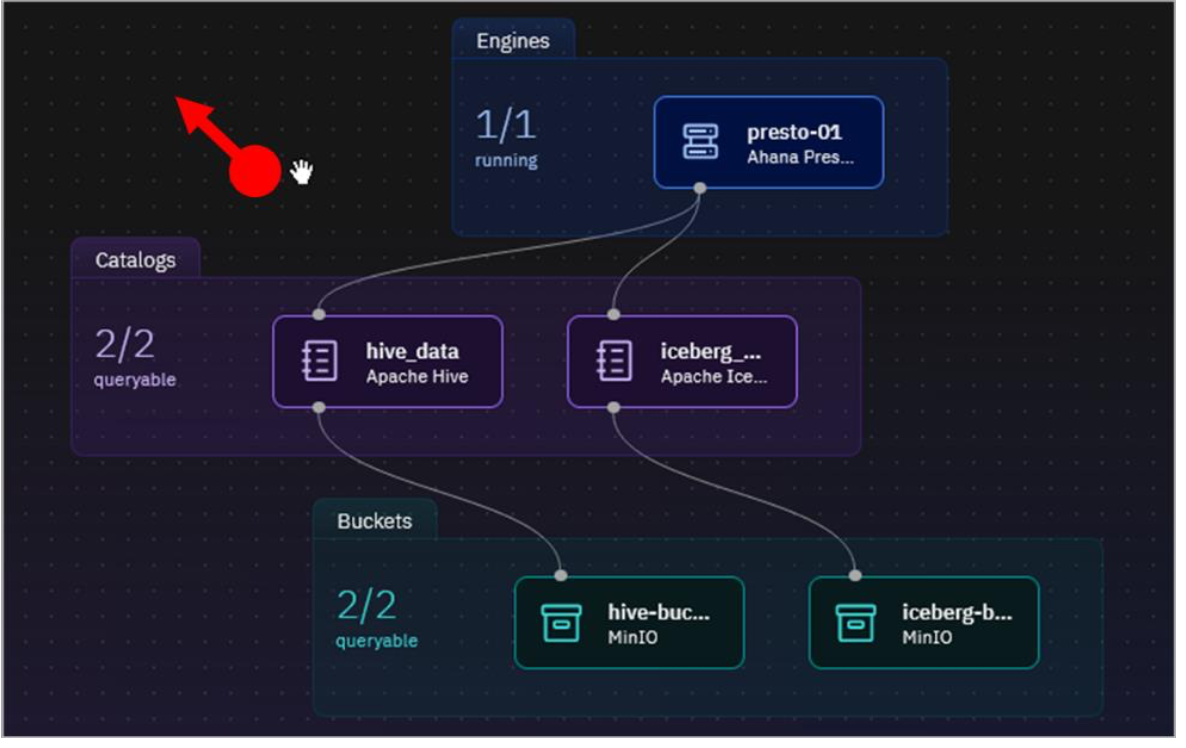 Engines
1/1
running
presto-01
Ahana Pres...
Catalogs
2/2
queryable
hive_data
Apache Hive
iceberg_...
Apache Ice...
Buckets
2/2
queryable
hive-buc...
MinIO
iceberg-b...
MinIO